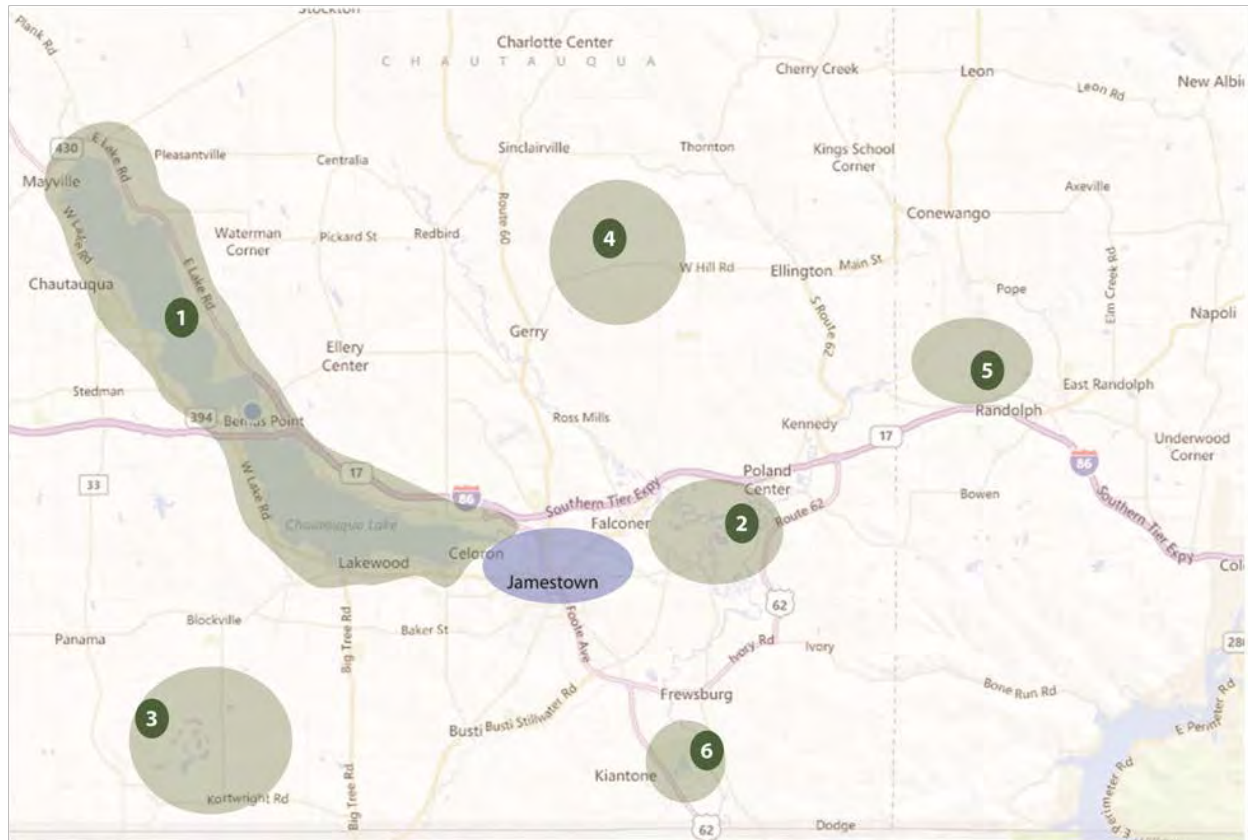 Stockton
Plank Rd
Charlotte Center
CHAUTAUQUA
Cherry Creek
Leon
Leon Rd
New Albi
430
E Lake Rd
Pleasantville
Centralia
Sinclairville
Thornton
Kings School
Corner
Mayville
Axeville
W Lake Rd
Route 60
Conewango
Waterman
Corner
Pickard St
Redbird
4
W Hill Rd
Ellington
Main St
Elm Creek Rd
E Lake Rd
Chautauqua
Pope
1
S Route 62
Napoli
Gerry
Ellery
Center
5
Stedman
East Randolph
394
Bemus Point
Ross Mills
Randolph
Kennedy
17
Underwood
Corner
33
W Lake Rd
17
86
Southern Tier Expy
Poland
Center
86
Bowen
Southern Tier Expy
Chautauqua Lake
Falconer
2
Route 62
Celoron
Lakewood
Jamestown
Col
62
Blockville
Big Tree Rd
Baker St
Foote Ave
Panama
Ivory Rd
Ivory
280
Frewsburg
Bone Run Rd
3
Busti
Busti Stillwater Rd
E Perimeter Rd
6
Kiantone
Kortwright Rd
Big Tree Rd
E Perimeter Rd
62
Dodge